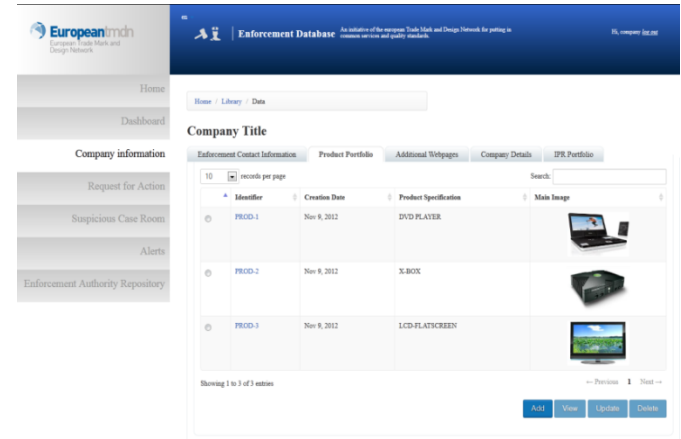 en
Europeantmdn
European Trade Mark and
Design Network
Enforcement Database
An initiative of the european Trade Mark and Design Network for putting in
common services and quality standards.
Hi, company log out
Home
Dashboard
Company information
Request for Action
Suspicious Case Room
Alerts
Enforcement Authority Repository
Home / Library / Data
Company Title
Enforcement Contact Information Product Portfolio Additional Webpages Company Details IPR Portfolio
10 records per page Search:
Identifier Creation Date Product Specification Main Image
PROD-1 Nov 9, 2012 DVD PLAYER
PROD-2 Nov 9, 2012 X-BOX
PROD-3 Nov 9, 2012 LCD-FLATSCREEN
Showing 1 to 3 of 3 entries ← Previous 1 Next →
Add View Update Delete